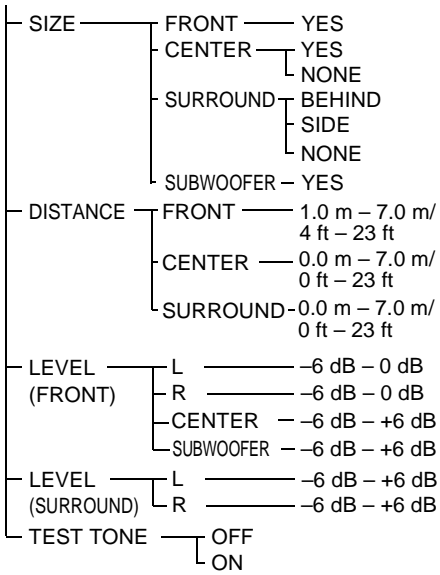 SIZE FRONT YES
CENTER YES
NONE
SURROUND BEHIND
SIDE
NONE
SUBWOOFER YES
DISTANCE FRONT 1.0 m – 7.0 m/
4 ft – 23 ft
CENTER 0.0 m – 7.0 m/
0 ft – 23 ft
SURROUND 0.0 m – 7.0 m/
0 ft – 23 ft
LEVEL L –6 dB – 0 dB
(FRONT) R –6 dB – 0 dB
CENTER –6 dB – +6 dB
SUBWOOFER –6 dB – +6 dB
LEVEL L –6 dB – +6 dB
(SURROUND) R –6 dB – +6 dB
TEST TONE OFF
ON